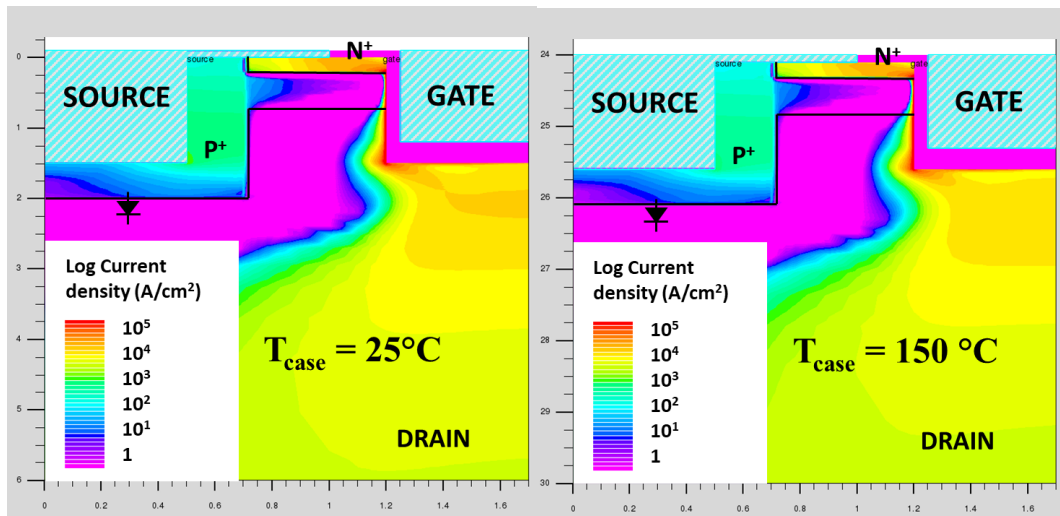 N⁺
source
gate
SOURCE
GATE
P⁺
0
1
2
3
4
5
6
Log Current
density (A/cm²)
10⁵
10⁴
10³
10²
10¹
1
T_case = 25°C
DRAIN
0
0.2
0.4
0.6
0.8
1
1.2
1.4
1.6
N⁺
source
gate
SOURCE
GATE
P⁺
24
25
26
27
28
29
30
Log Current
density (A/cm²)
10⁵
10⁴
10³
10²
10¹
1
T_case = 150 °C
DRAIN
0
0.2
0.4
0.6
0.8
1
1.2
1.4
1.6